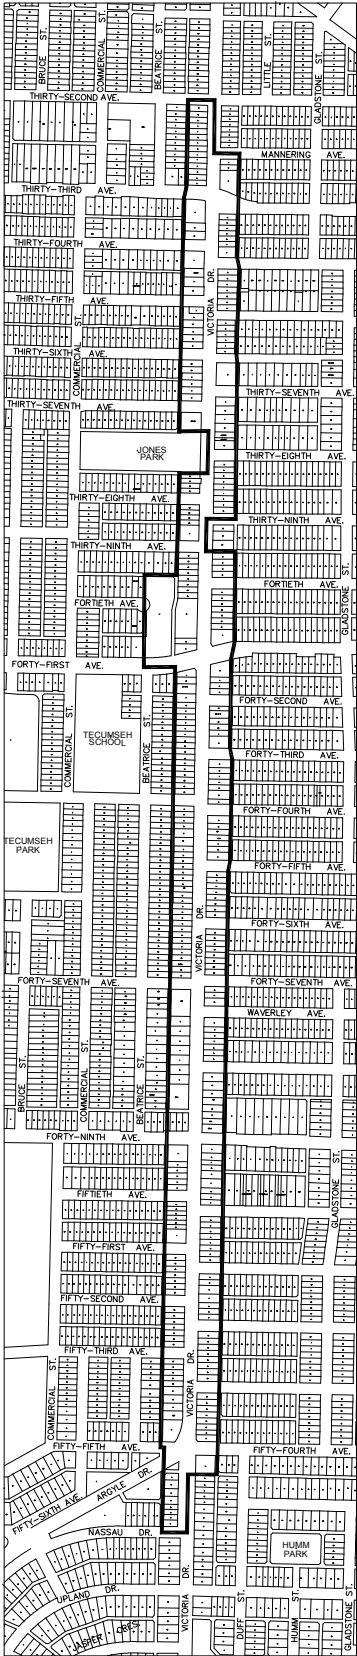 BRUCE ST.
COMMERCIAL ST.
BEATRICE ST.
LITTLE ST.
GLADSTONE ST.
THIRTY-SECOND AVE.
MANNERING AVE.
THIRTY-THIRD AVE.
THIRTY-FOURTH AVE.
VICTORIA DR.
THIRTY-FIFTH AVE.
COMMERCIAL ST.
THIRTY-SIXTH AVE.
THIRTY-SEVENTH AVE.
THIRTY-SEVENTH AVE.
JONES
PARK
THIRTY-EIGHTH AVE.
THIRTY-EIGHTH AVE.
THIRTY-NINTH AVE.
THIRTY-NINTH AVE.
FORTIETH AVE.
GLADSTONE ST.
FORTIETH AVE.
FORTY-FIRST AVE.
FORTY-SECOND AVE.
COMMERCIAL ST.
TECUMSEH
SCHOOL
BEATRICE ST.
FORTY-THIRD AVE.
FORTY-FOURTH AVE.
TECUMSEH
PARK
FORTY-FIFTH AVE.
VICTORIA DR.
FORTY-SIXTH AVE.
FORTY-SEVENTH AVE.
FORTY-SEVENTH AVE.
WAVERLEY AVE.
BRUCE ST.
COMMERCIAL ST.
BEATRICE ST.
FORTY-NINTH AVE.
GLADSTONE ST.
FIFTIETH AVE.
FIFTY-FIRST AVE.
FIFTY-SECOND AVE.
FIFTY-THIRD AVE.
COMMERCIAL ST.
VICTORIA DR.
FIFTY-FIFTH AVE.
FIFTY-FOURTH AVE.
FIFTY-SIXTH AVE.
ARGYLE DR.
NASSAU DR.
HUMM
PARK
UPLAND DR.
VICTORIA DR.
DUFF ST.
HUMM ST.
GLADSTONE ST.
JASPER CRES.